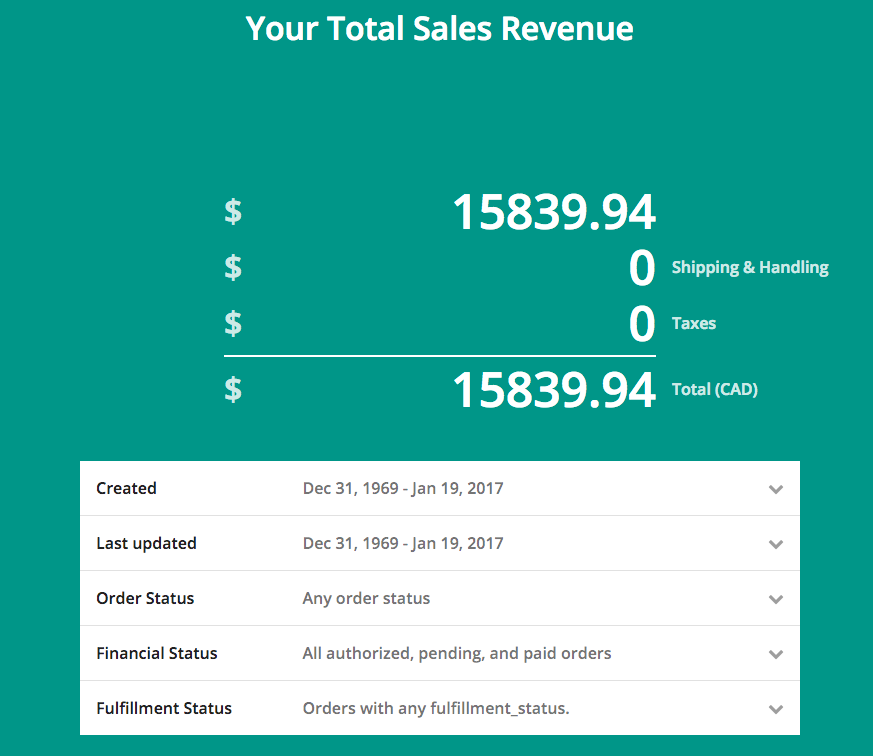 Your Total Sales Revenue
$ 15839.94
$ 0 Shipping & Handling
$ 0 Taxes
$ 15839.94 Total (CAD)
Created Dec 31, 1969 - Jan 19, 2017
Last updated Dec 31, 1969 - Jan 19, 2017
Order Status Any order status
Financial Status All authorized, pending, and paid orders
Fulfillment Status Orders with any fulfillment_status.